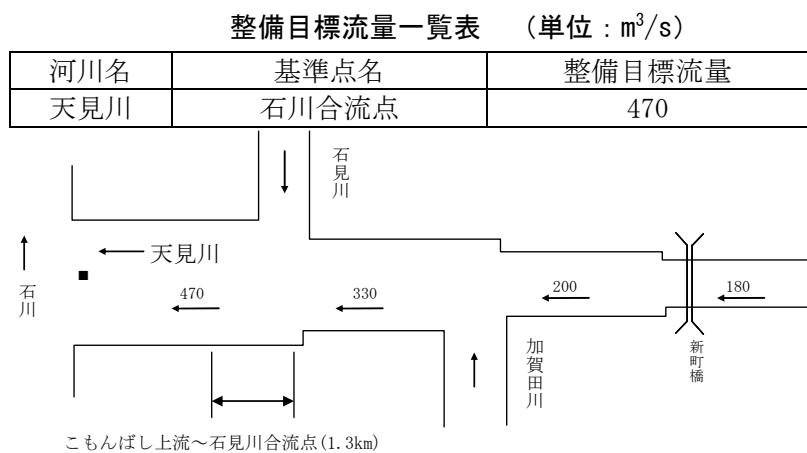 整備目標流量一覧表　（単位：m³/s）
河川名 基準点名 整備目標流量
天見川 石川合流点 470
石見川
天見川
石川
470
330
200
180
加賀田川
新町橋
こもんばし上流～石見川合流点(1.3km)